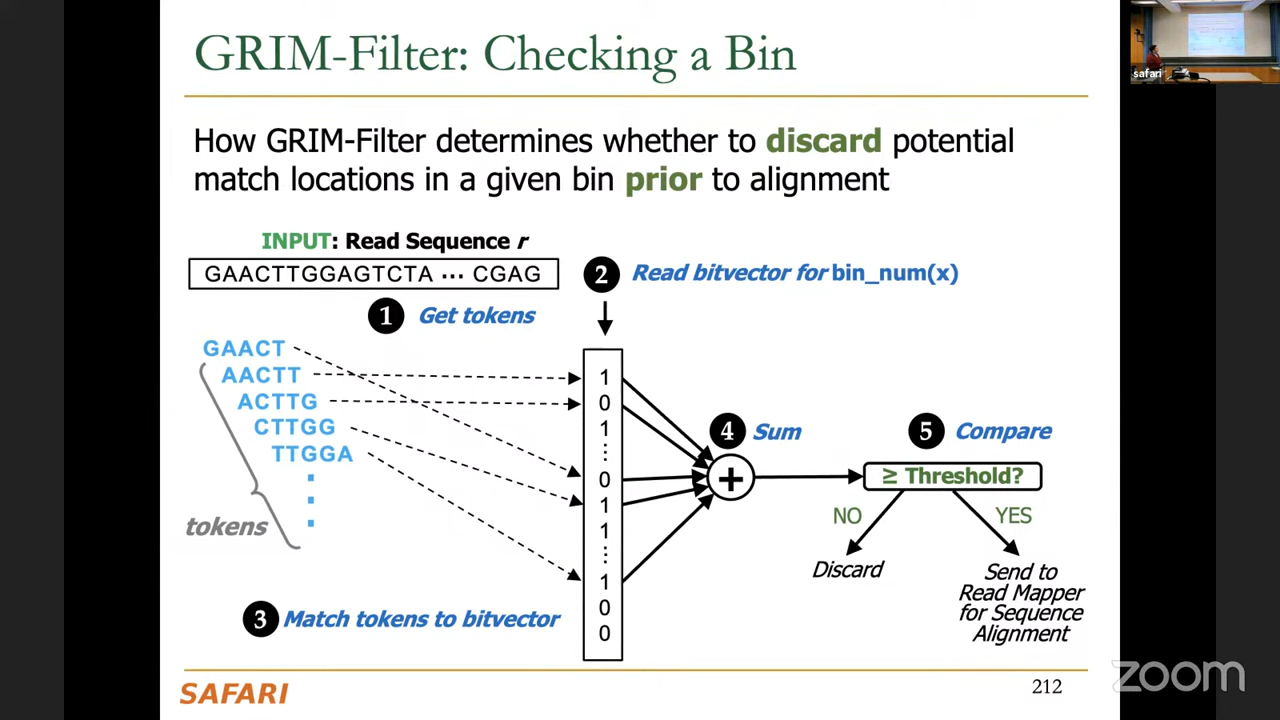 GRIM-Filter: Checking a Bin
safari
How GRIM-Filter determines whether to discard potential
match locations in a given bin prior to alignment
INPUT: Read Sequence r
GAACTTGGAGTCTA ··· CGAG
2 Read bitvector for bin_num(x)
1 Get tokens
GAACT
AACTT
ACTTG
CTTGG
TTGGA
tokens
1
0
1
⋮
0
1
1
⋮
1
0
0
3 Match tokens to bitvector
4 Sum
+
5 Compare
≥ Threshold?
NO
YES
Discard
Send to
Read Mapper
for Sequence
Alignment
SAFARI
212
zoom